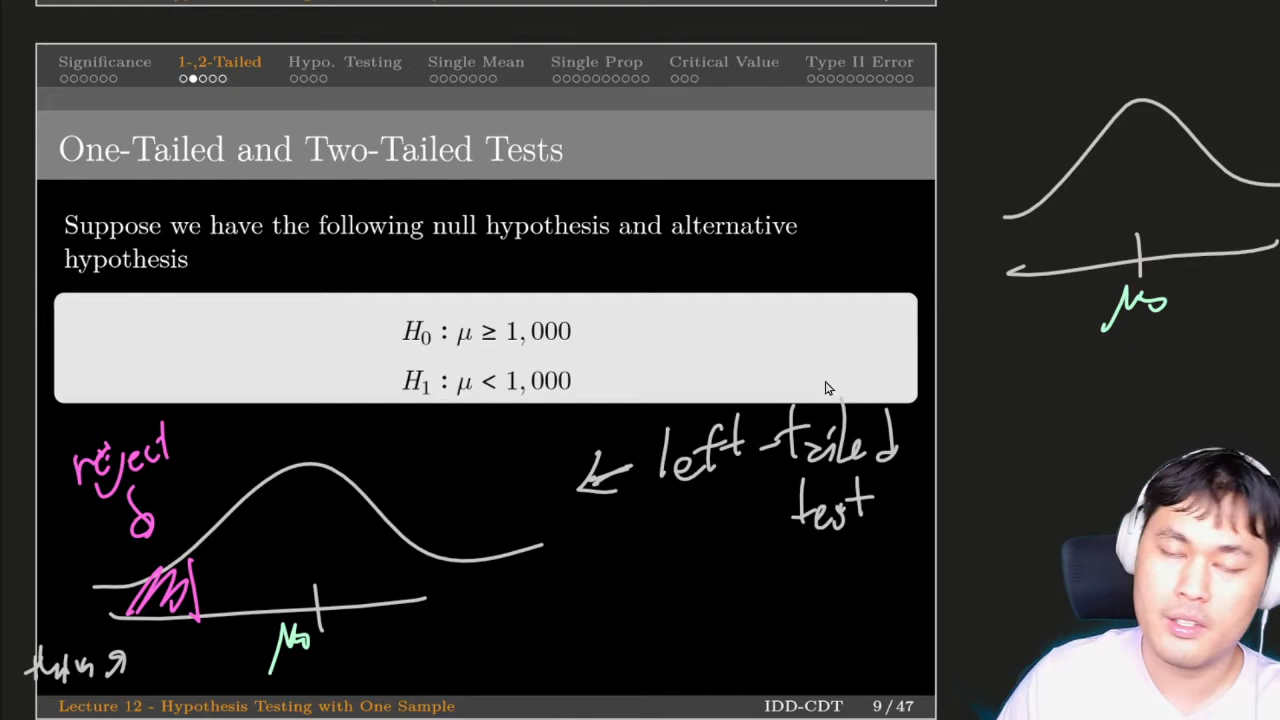 Significance 1-,2-Tailed Hypo. Testing Single Mean Single Prop Critical Value Type II Error
One-Tailed and Two-Tailed Tests
Suppose we have the following null hypothesis and alternative
hypothesis
H₀ : μ ≥ 1,000
H₁ : μ < 1,000
reject
left-tailed
test
μ₀
μ₀
Lecture 12 - Hypothesis Testing with One Sample IDD-CDT 9/47